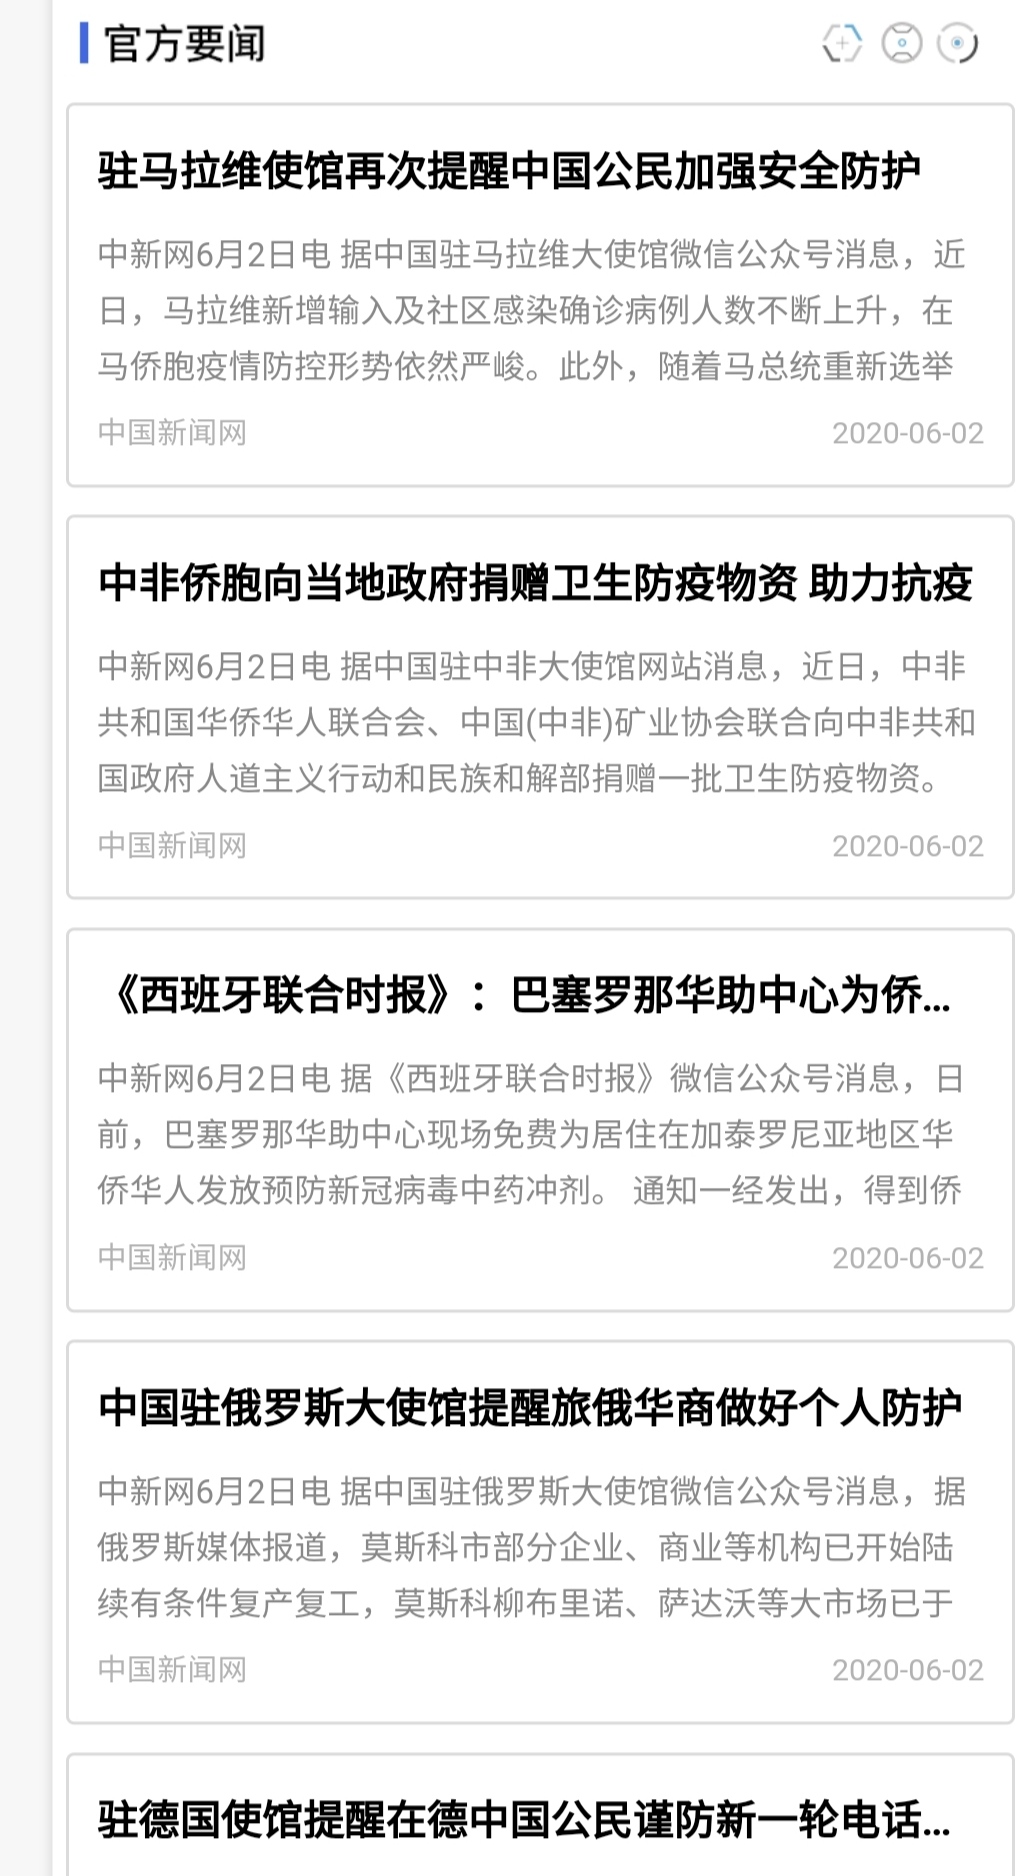 官方要闻
驻马拉维使馆再次提醒中国公民加强安全防护
中新网6月2日电 据中国驻马拉维大使馆微信公众号消息，近
日，马拉维新增输入及社区感染确诊病例人数不断上升，在
马侨胞疫情防控形势依然严峻。此外，随着马总统重新选举
中国新闻网 2020-06-02
中非侨胞向当地政府捐赠卫生防疫物资 助力抗疫
中新网6月2日电 据中国驻中非大使馆网站消息，近日，中非
共和国华侨华人联合会、中国(中非)矿业协会联合向中非共和
国政府人道主义行动和民族和解部捐赠一批卫生防疫物资。
中国新闻网 2020-06-02
《西班牙联合时报》：巴塞罗那华助中心为侨...
中新网6月2日电 据《西班牙联合时报》微信公众号消息，日
前，巴塞罗那华助中心现场免费为居住在加泰罗尼亚地区华
侨华人发放预防新冠病毒中药冲剂。 通知一经发出，得到侨
中国新闻网 2020-06-02
中国驻俄罗斯大使馆提醒旅俄华商做好个人防护
中新网6月2日电 据中国驻俄罗斯大使馆微信公众号消息，据
俄罗斯媒体报道，莫斯科市部分企业、商业等机构已开始陆
续有条件复产复工，莫斯科柳布里诺、萨达沃等大市场已于
中国新闻网 2020-06-02
驻德国使馆提醒在德中国公民谨防新一轮电话...